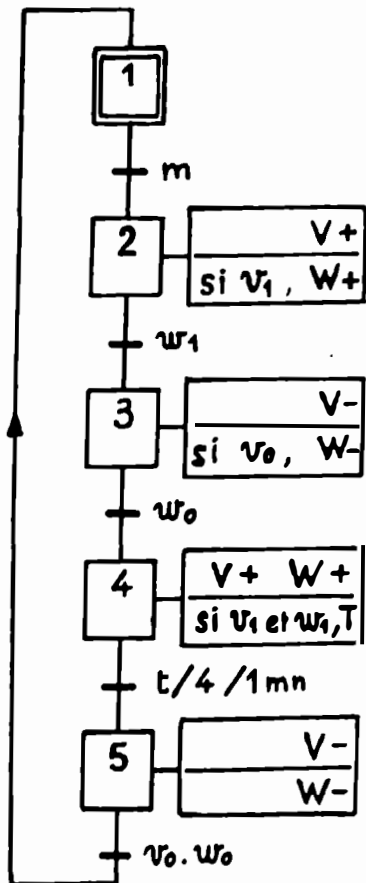 1
m
2
V+
si v₁, W+
w₁
3
V-
si v₀, W-
w₀
4
V+ W+
si v₁ et w₁, T
t/4/1mn
5
V-
W-
v₀.w₀